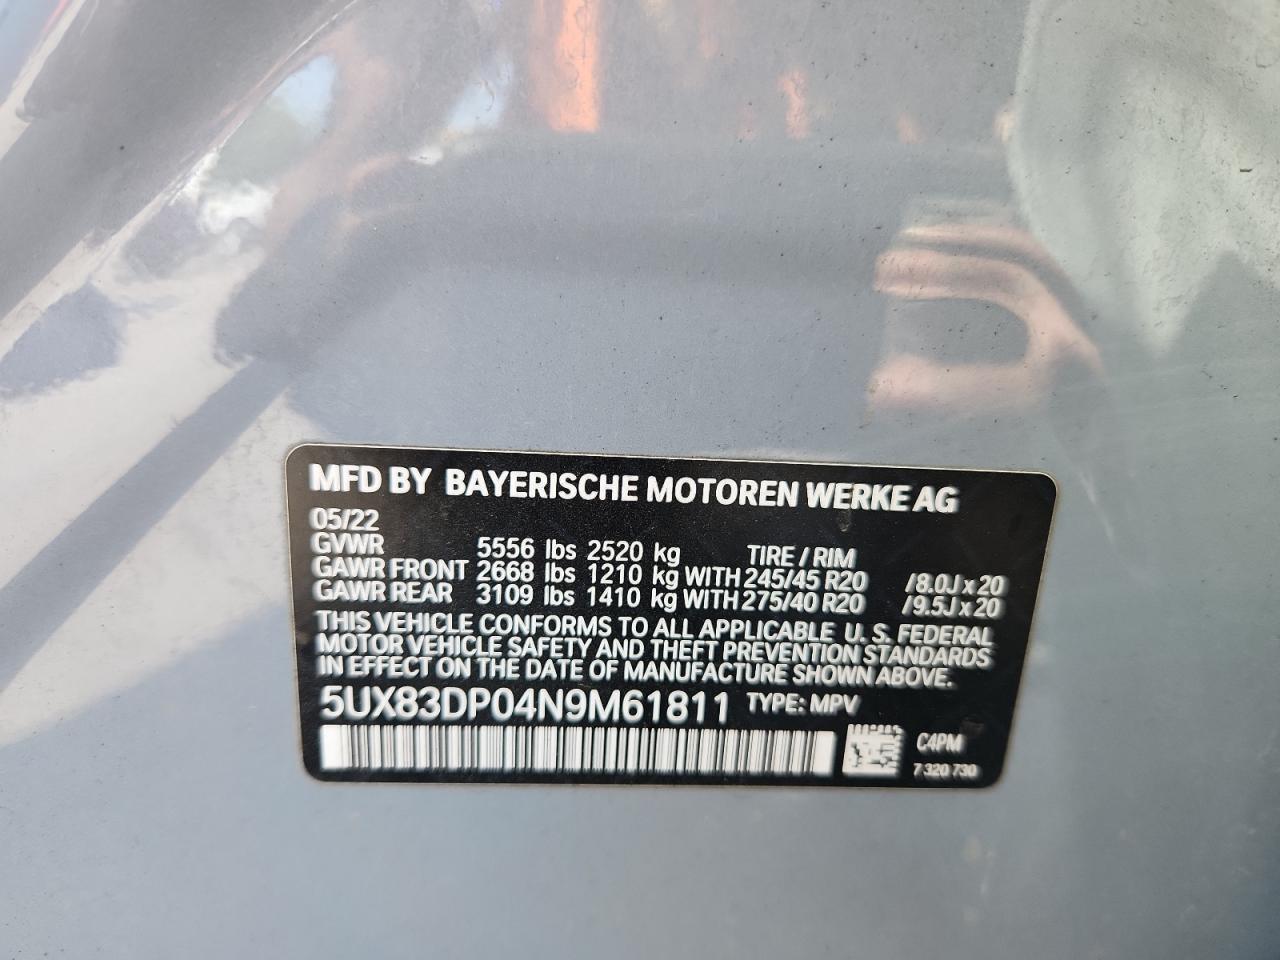 MFD BY BAYERISCHE MOTOREN WERKE AG
05/22
GVWR 5556 lbs 2520 kg TIRE / RIM
GAWR FRONT 2668 lbs 1210 kg WITH 245/45 R20 /8.0J x 20
GAWR REAR 3109 lbs 1410 kg WITH 275/40 R20 /9.5J x 20
THIS VEHICLE CONFORMS TO ALL APPLICABLE U. S. FEDERAL
MOTOR VEHICLE SAFETY AND THEFT PREVENTION STANDARDS
IN EFFECT ON THE DATE OF MANUFACTURE SHOWN ABOVE.
5UX83DP04N9M61811 TYPE: MPV
C4PM
7 320 730